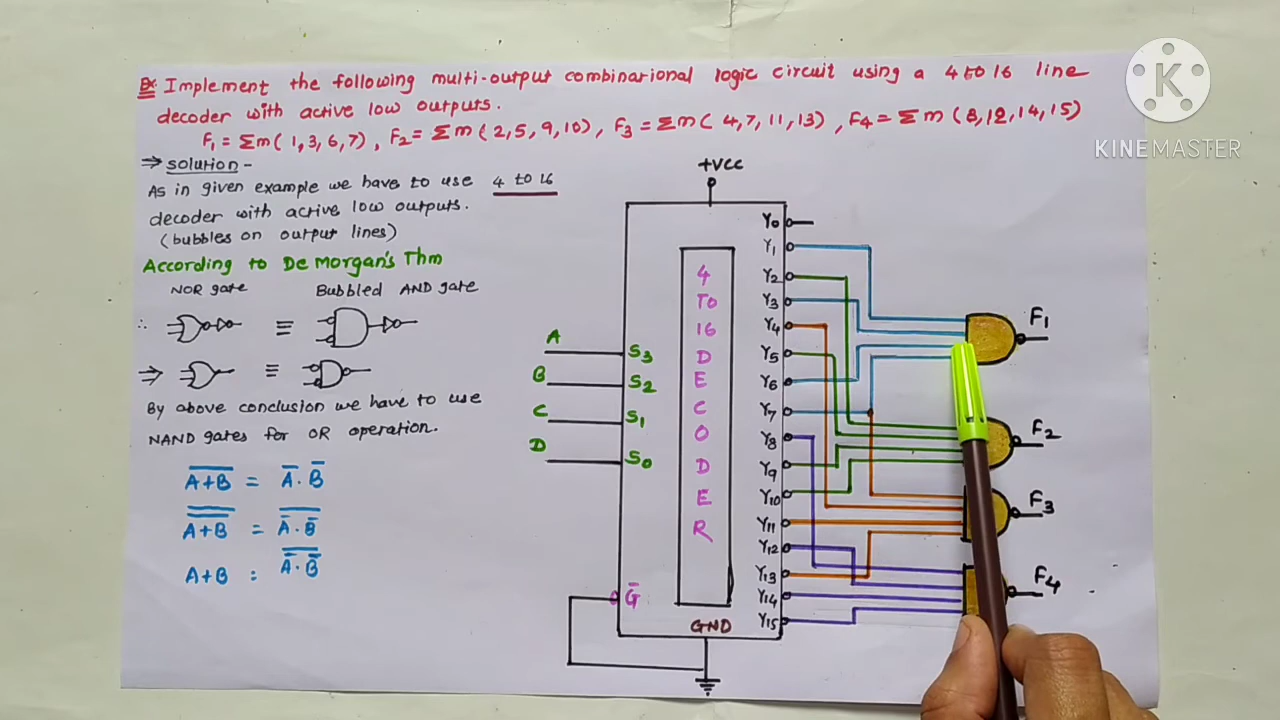 Ex. Implement the following multi-output combinational logic circuit using a 4 to 16 line
decoder with active low outputs.
F1 = Σm( 1,3,6,7) , F2 = Σm( 2,5,9,10) , F3 = Σm( 4,7,11,13) , F4 = Σm (8,12,14,15)
⇒ Solution -
As in given example we have to use 4 to 16
decoder with active low outputs.
(bubbles on output lines)
According to De Morgan's Thm
NOR gate Bubbled AND gate
∴ ≡
⇒ ≡
By above conclusion we have to use
NAND gates for OR operation.
A̅+̅B̅ = A̅ . B̅
A̿+̿B̿ = \overline{A̅ . B̅}
A+B = \overline{A̅ . B̅}
+VCC
4
TO
16
D
E
C
O
D
E
R
A S3
B S2
C S1
D S0
G̅
GND
Y0
Y1
Y2
Y3
Y4
Y5
Y6
Y7
Y8
Y9
Y10
Y11
Y12
Y13
Y14
Y15
F1
F2
F3
F4
K
KINEMASTER